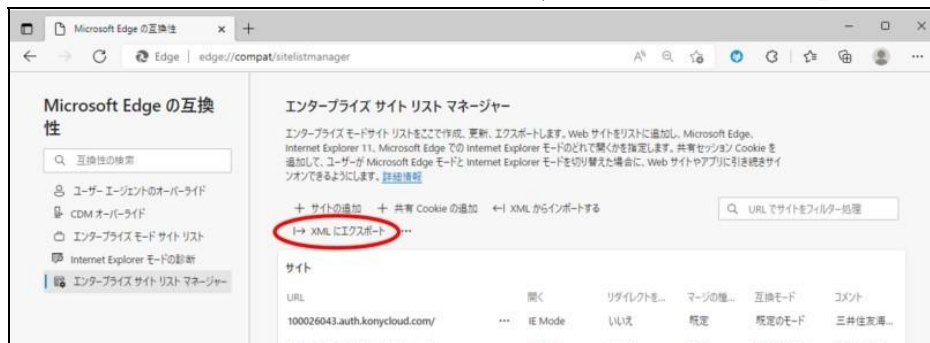 Microsoft Edge の互換性
Edge | edge://compat/sitelistmanager
Microsoft Edge の互換
性
互換性の検索
ユーザー エージェントのオーバーライド
CDM オーバーライド
エンタープライズ モード サイト リスト
Internet Explorer モードの診断
エンタープライズ サイト リスト マネージャー
エンタープライズ サイト リスト マネージャー
エンタープライズ モードサイト リストをここで作成、更新、エクスポートします。Web サイトをリストに追加し、Microsoft Edge、
Internet Explorer 11、Microsoft Edge での Internet Explorer モードのどれで開くかを指定します。共有セッション Cookie を
追加して、ユーザーが Microsoft Edge モードと Internet Explorer モードを切り替えた場合に、Web サイトやアプリに引き続きサイ
ンオンできるようにします。詳細情報
+ サイトの追加 + 共有 Cookie の追加 XML からインポートする
URL でサイトをフィルター処理
XML にエクスポート ...
サイト
URL 開く リダイレクトを... マージの種... 互換モード コメント
100026043.auth.konycloud.com/ ... IE Mode いいえ 既定 既定のモード 三井住友海...